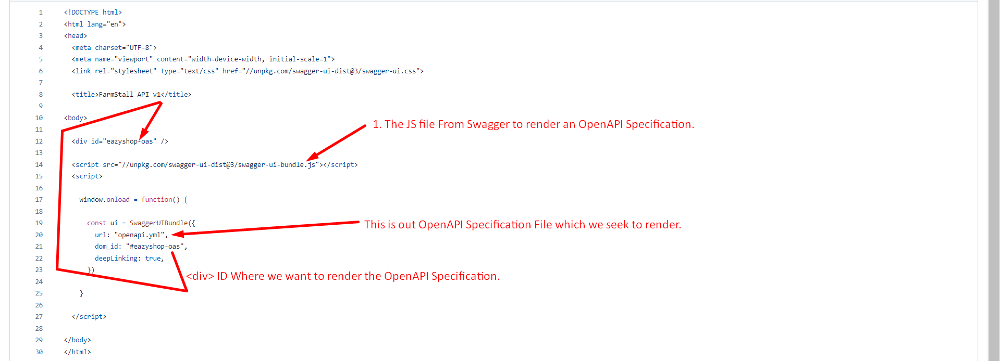 1 <!DOCTYPE html>
2 <html lang="en">
3 <head>
4 <meta charset="UTF-8">
5 <meta name="viewport" content="width=device-width, initial-scale=1">
6 <link rel="stylesheet" type="text/css" href="//unpkg.com/swagger-ui-dist@3/swagger-ui.css">
7
8 <title>FarmStall API v1</title>
9
10 <body>
1. The JS file From Swagger to render an OpenAPI Specification.
11
12 <div id="eazyshop-oas" />
13
14 <script src="//unpkg.com/swagger-ui-dist@3/swagger-ui-bundle.js"></script>
15 <script>
16
17 window.onload = function() {
18
19 const ui = SwaggerUIBundle({
This is out OpenAPI Specification File which we seek to render.
20 url: "openapi.yml",
21 dom_id: "#eazyshop-oas",
22 deepLinking: true,
23 })
<div> ID Where we want to render the OpenAPI Specification.
24
25 }
26
27 </script>
28
29 </body>
30 </html>